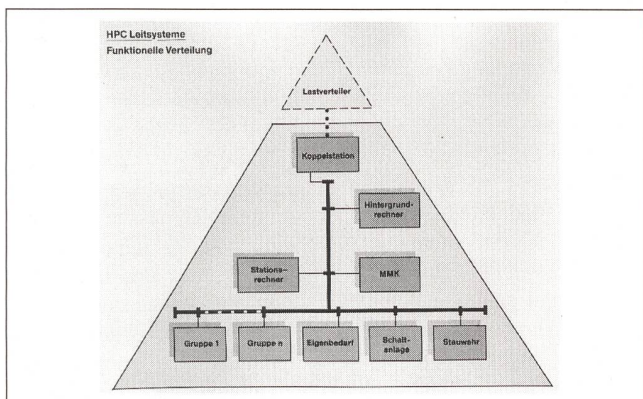 HPC Leitsysteme
Funktionelle Verteilung
Lastverteiler
Koppelstation
Hintergrund-
rechner
Stations-
rechner
MMK
Gruppe 1
Gruppe n
Eigenbedarf
Schalt-
anlage
Stauwehr